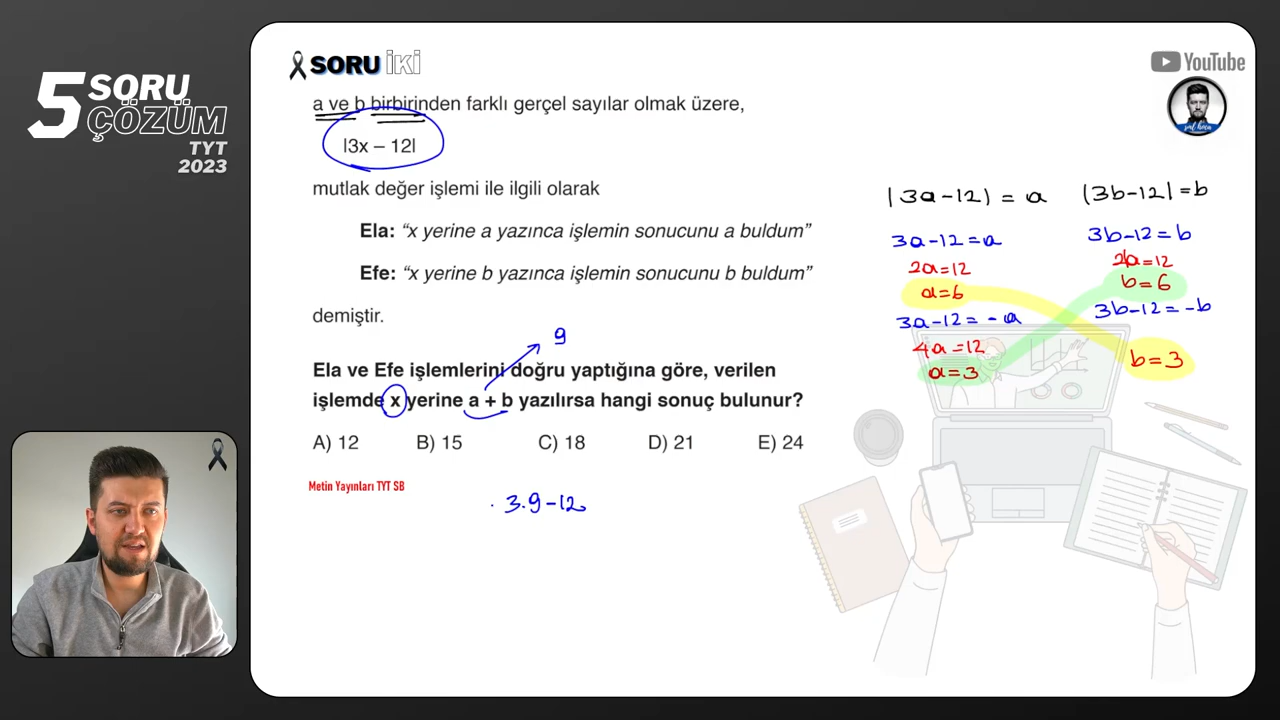 5 SORU
ÇÖZÜM
TYT
2023
SORU İKİ
YouTube
a ve b birbirinden farklı gerçel sayılar olmak üzere,
|3x – 12|
mutlak değer işlemi ile ilgili olarak
Ela: “x yerine a yazınca işlemin sonucunu a buldum”
Efe: “x yerine b yazınca işlemin sonucunu b buldum”
demiştir.
9
Ela ve Efe işlemlerini doğru yaptığına göre, verilen
işlemde x yerine a + b yazılırsa hangi sonuç bulunur?
A) 12 B) 15 C) 18 D) 21 E) 24
Metin Yayınları TYT SB
3.9-12
|3a-12| = a
3a-12=a
2a=12
a=6
3a-12=-a
4a=12
a=3
|3b-12|=b
3b-12=b
2b=12
b=6
3b-12=-b
b=3